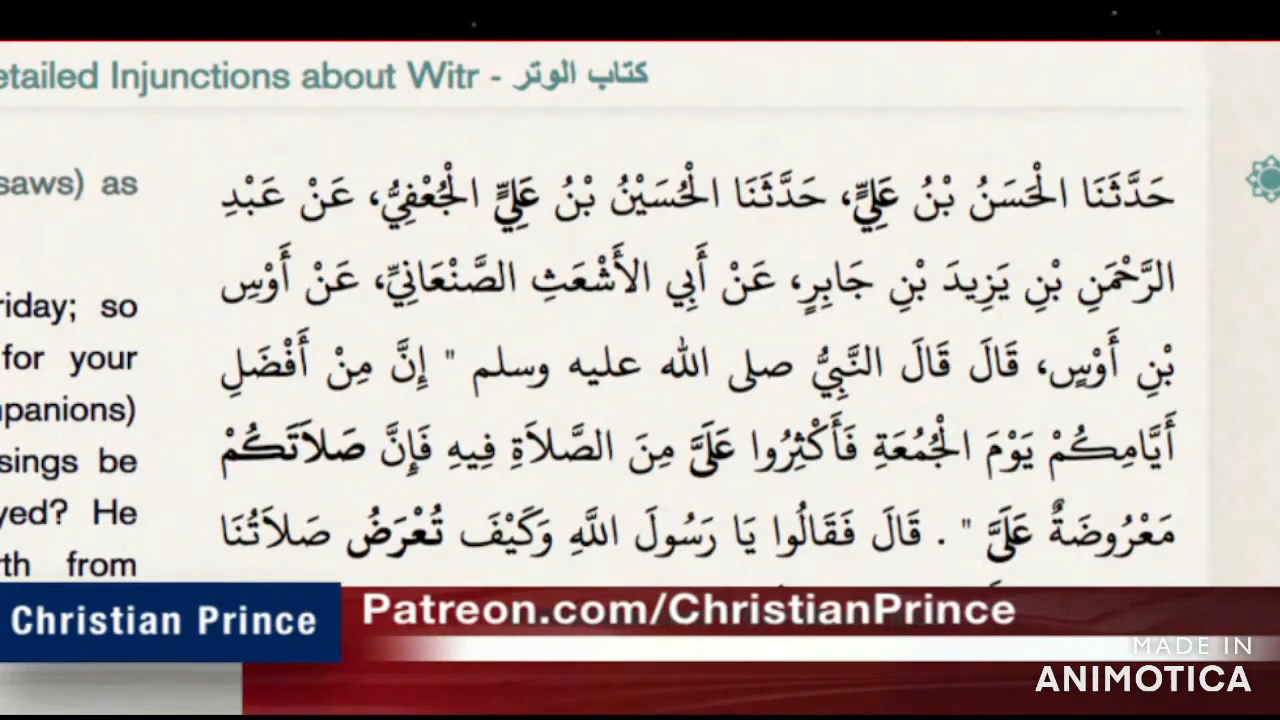 etailed Injunctions about Witr - كتاب الوتر
saws) as
riday; so
for your
mpanions)
sings be
yed? He
rth from
حَدَّثَنَا الْحَسَنُ بْنُ عَلِيٍّ، حَدَّثَنَا الْحُسَيْنُ بْنُ عَلِيٍّ الْجُعْفِيُّ، عَنْ عَبْدِ
الرَّحْمَنِ بْنِ يَزِيدَ بْنِ جَابِرٍ، عَنْ أَبِي الأَشْعَثِ الصَّنْعَانِيِّ، عَنْ أَوْسِ
بْنِ أَوْسٍ، قَالَ قَالَ النَّبِيُّ صلى الله عليه وسلم " إِنَّ مِنْ أَفْضَلِ
أَيَّامِكُمْ يَوْمَ الْجُمُعَةِ فَأَكْثِرُوا عَلَىَّ مِنَ الصَّلاَةِ فِيهِ فَإِنَّ صَلاَتَكُمْ
مَعْرُوضَةٌ عَلَىَّ " . قَالَ فَقَالُوا يَا رَسُولَ اللَّهِ وَكَيْفَ تُعْرَضُ صَلاَتُنَا
Christian Prince
Patreon.com/ChristianPrince
MADE IN
ANIMOTICA